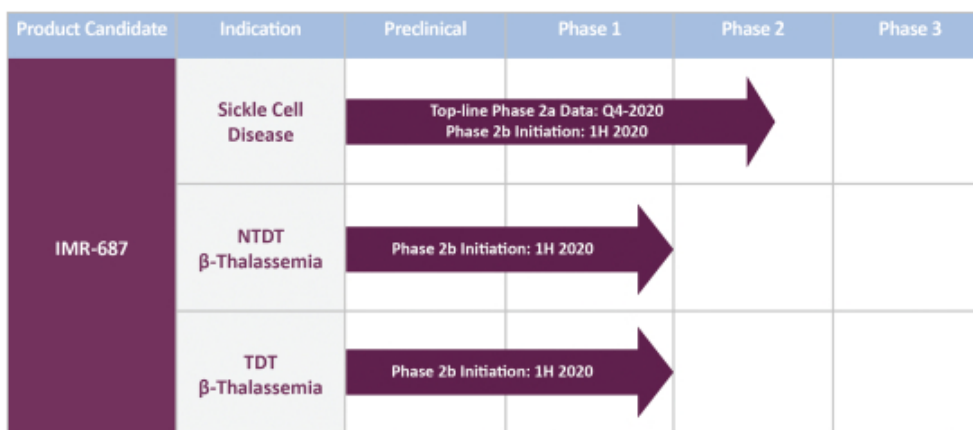 Product Candidate Indication Preclinical Phase 1 Phase 2 Phase 3
IMR-687
Sickle Cell
Disease
Top-line Phase 2a Data: Q4-2020
Phase 2b Initiation: 1H 2020
NTDT
β-Thalassemia
Phase 2b Initiation: 1H 2020
TDT
β-Thalassemia
Phase 2b Initiation: 1H 2020